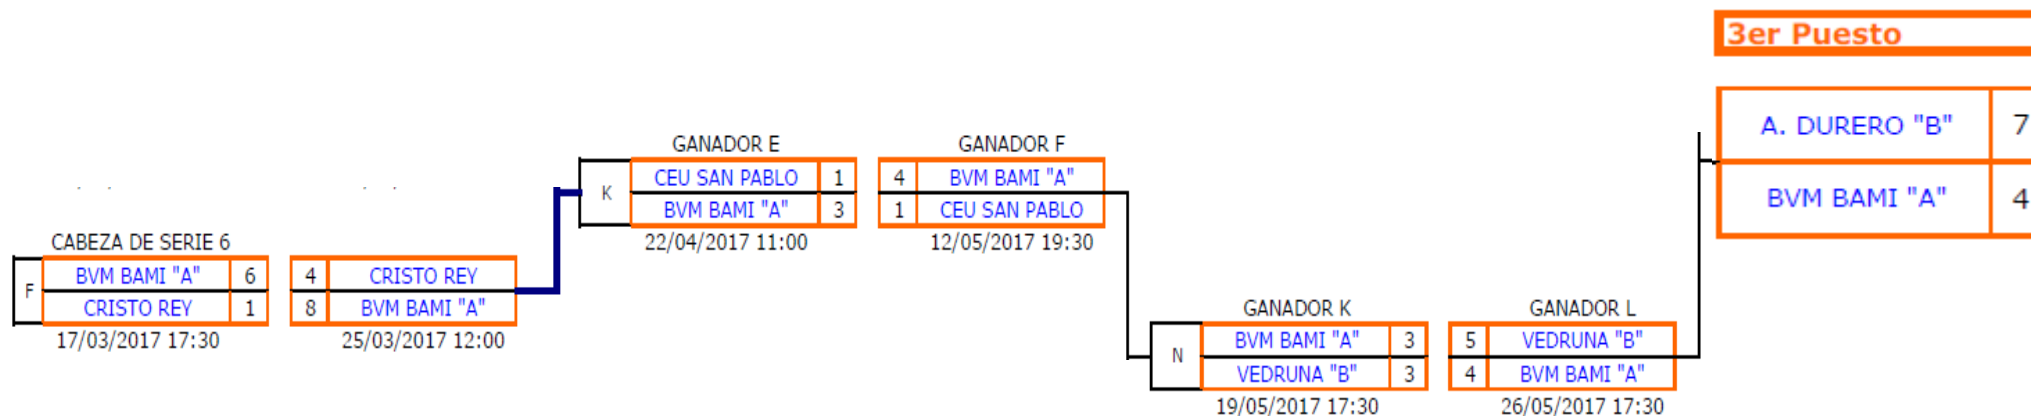 3er Puesto
A. DURERO "B" 7
BVM BAMI "A" 4
GANADOR E GANADOR F
K
CEU SAN PABLO 1 4 BVM BAMI "A"
BVM BAMI "A" 3 1 CEU SAN PABLO
22/04/2017 11:00 12/05/2017 19:30
CABEZA DE SERIE 6
F
BVM BAMI "A" 6 4 CRISTO REY
CRISTO REY 1 8 BVM BAMI "A"
17/03/2017 17:30 25/03/2017 12:00
GANADOR K GANADOR L
N
BVM BAMI "A" 3 5 VEDRUNA "B"
VEDRUNA "B" 3 4 BVM BAMI "A"
19/05/2017 17:30 26/05/2017 17:30